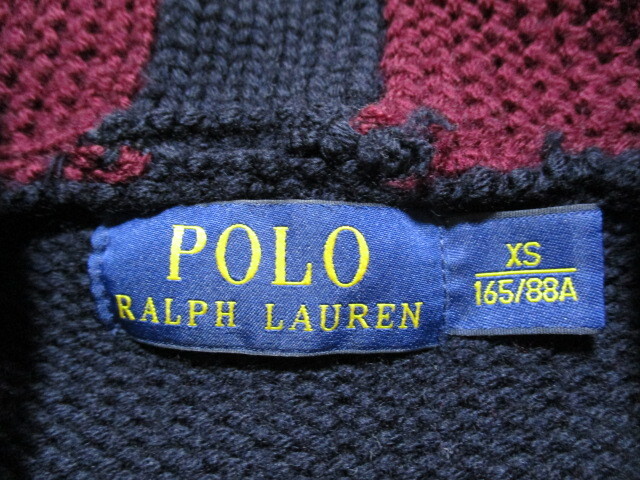 POLO
RALPH LAUREN
XS
165/88A